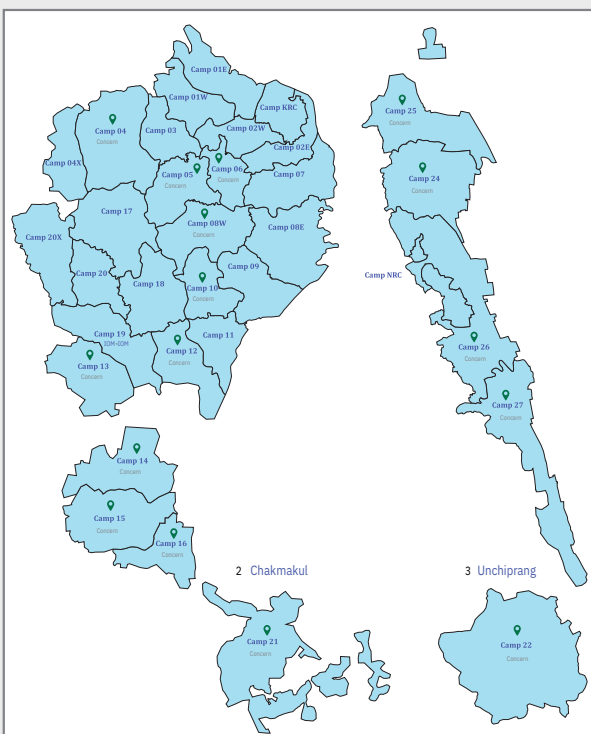 Camp 01E
Camp 01W
Camp KRC
Camp 25
Concern
Camp 04
Concern
Camp 03
Camp 02W
Camp 02E
Camp 04X
Camp 05
Concern
Camp 06
Concern
Camp 07
Camp 24
Concern
Camp 17
Camp 08W
Concern
Camp 08E
Camp 20X
Camp 20
Camp 18
Camp 09
Camp 10
Concern
Camp NRC
Camp 19
IOM-O3M
Camp 11
Camp 12
Concern
Camp 13
Concern
Camp 26
Concern
Camp 27
Concern
Camp 14
Concern
Camp 15
Concern
Camp 16
Concern
2 Chakmakul
3 Unchiprang
Camp 21
Concern
Camp 22
Concern